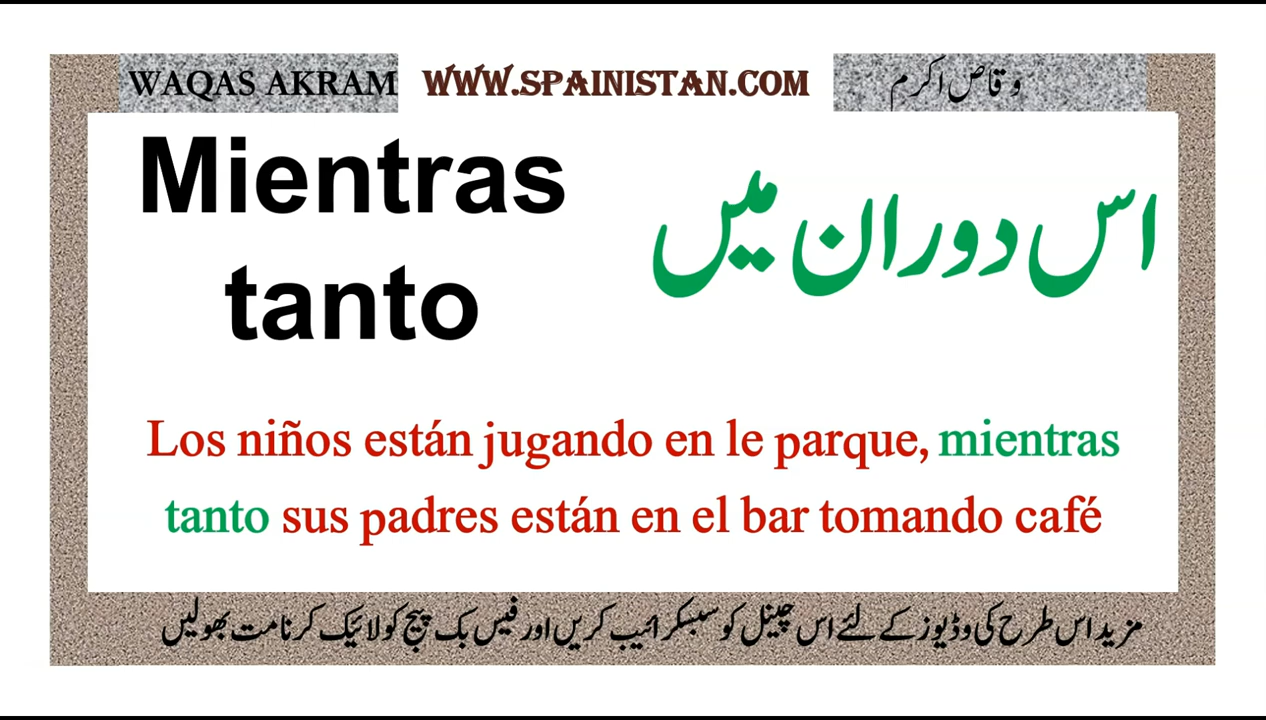 WAQAS AKRAM WWW.SPAINISTAN.COM وقاص اکرم
Mientras
tanto
اس دوران میں
Los niños están jugando en le parque, mientras
tanto sus padres están en el bar tomando café
مزید اس طرح کی وڈیوز کے لئے اس چینل کو سبسکرائیب کریں اور فیس بک پیج کو لائیک کرنا مت بھولیں